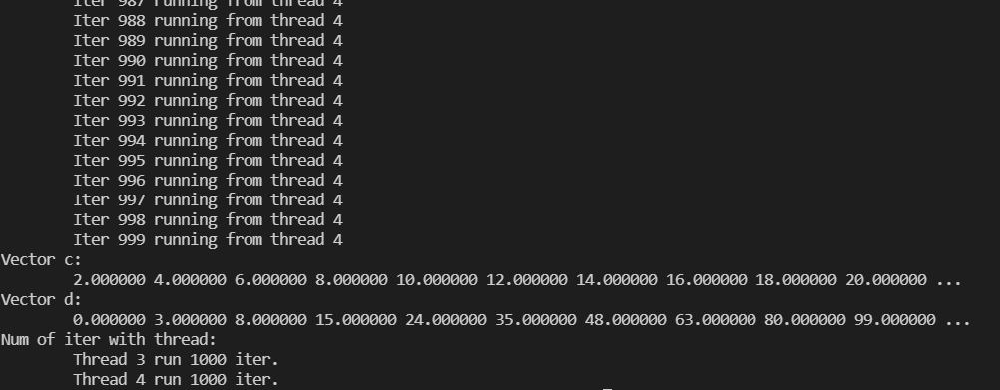 Iter 987 running from thread 4
Iter 988 running from thread 4
Iter 989 running from thread 4
Iter 990 running from thread 4
Iter 991 running from thread 4
Iter 992 running from thread 4
Iter 993 running from thread 4
Iter 994 running from thread 4
Iter 995 running from thread 4
Iter 996 running from thread 4
Iter 997 running from thread 4
Iter 998 running from thread 4
Iter 999 running from thread 4
Vector c:
2.000000 4.000000 6.000000 8.000000 10.000000 12.000000 14.000000 16.000000 18.000000 20.000000 ...
Vector d:
0.000000 3.000000 8.000000 15.000000 24.000000 35.000000 48.000000 63.000000 80.000000 99.000000 ...
Num of iter with thread:
Thread 3 run 1000 iter.
Thread 4 run 1000 iter.